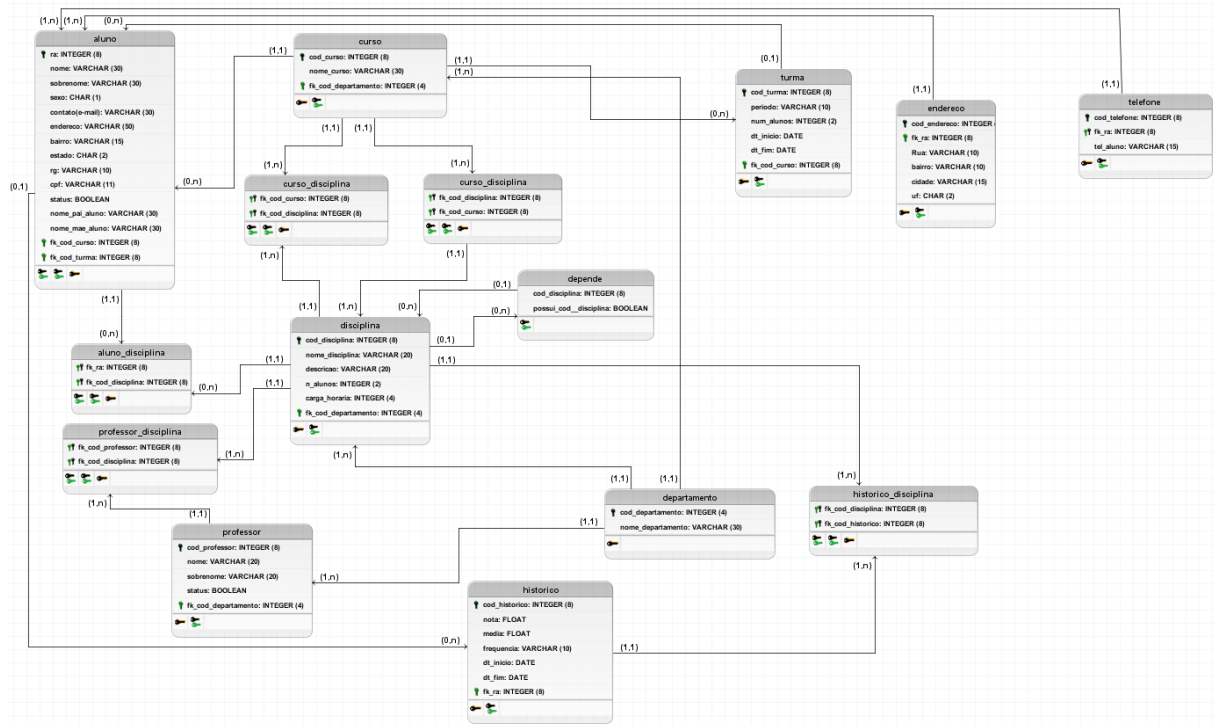 (1,n)
(1,n)
(0,n)
aluno
ra: INTEGER (8)
nome: VARCHAR (30)
sobrenome: VARCHAR (30)
sexo: CHAR (1)
contato(e-mail): VARCHAR (30)
endereco: VARCHAR (50)
bairro: VARCHAR (15)
estado: CHAR (2)
rg: VARCHAR (10)
cpf: VARCHAR (11)
status: BOOLEAN
nome_pai_aluno: VARCHAR (30)
nome_mae_aluno: VARCHAR (30)
fk_cod_curso: INTEGER (8)
fk_cod_turma: INTEGER (8)
(0,1)
(1,1)
(0,n)
(1,1)
curso
cod_curso: INTEGER (8)
nome_curso: VARCHAR (30)
fk_cod_departamento: INTEGER (4)
(1,1)
(1,n)
(1,1)
(1,1)
(0,1)
turma
cod_turma: INTEGER (8)
periodo: VARCHAR (10)
num_alunos: INTEGER (2)
dt_inicio: DATE
dt_fim: DATE
fk_cod_curso: INTEGER (8)
(0,n)
(1,1)
endereco
cod_endereco: INTEGER
fk_ra: INTEGER (8)
Rua: VARCHAR (10)
bairro: VARCHAR (10)
cidade: VARCHAR (15)
uf: CHAR (2)
(1,1)
telefone
cod_telefone: INTEGER (8)
fk_ra: INTEGER (8)
tel_aluno: VARCHAR (15)
(1,n)
curso_disciplina
fk_cod_curso: INTEGER (8)
fk_cod_disciplina: INTEGER (8)
(1,n)
(1,n)
curso_disciplina
fk_cod_disciplina: INTEGER (8)
fk_cod_curso: INTEGER (8)
(1,1)
depende
cod_disciplina: INTEGER (8)
possui_cod__disciplina: BOOLEAN
(0,1)
(0,n)
(1,1)
(1,n)
(0,n)
disciplina
cod_disciplina: INTEGER (8)
nome_disciplina: VARCHAR (20)
descricao: VARCHAR (20)
n_alunos: INTEGER (2)
carga_horaria: INTEGER (4)
fk_cod_departamento: INTEGER (4)
(0,1)
(1,1)
(1,1)
(1,1)
(1,n)
(0,n)
aluno_disciplina
fk_ra: INTEGER (8)
fk_cod_disciplina: INTEGER (8)
(0,n)
professor_disciplina
fk_cod_professor: INTEGER (8)
fk_cod_disciplina: INTEGER (8)
(1,n)
(1,n)
(1,1)
professor
cod_professor: INTEGER (8)
nome: VARCHAR (20)
sobrenome: VARCHAR (20)
status: BOOLEAN
fk_cod_departamento: INTEGER (4)
(1,n)
(1,1)
(1,1)
departamento
cod_departamento: INTEGER (4)
nome_departamento: VARCHAR (30)
(1,1)
(1,n)
historico_disciplina
fk_cod_disciplina: INTEGER (8)
fk_cod_historico: INTEGER (8)
(1,n)
historico
cod_historico: INTEGER (8)
nota: FLOAT
media: FLOAT
frequencia: VARCHAR (10)
dt_inicio: DATE
dt_fim: DATE
fk_ra: INTEGER (8)
(0,n)
(1,1)